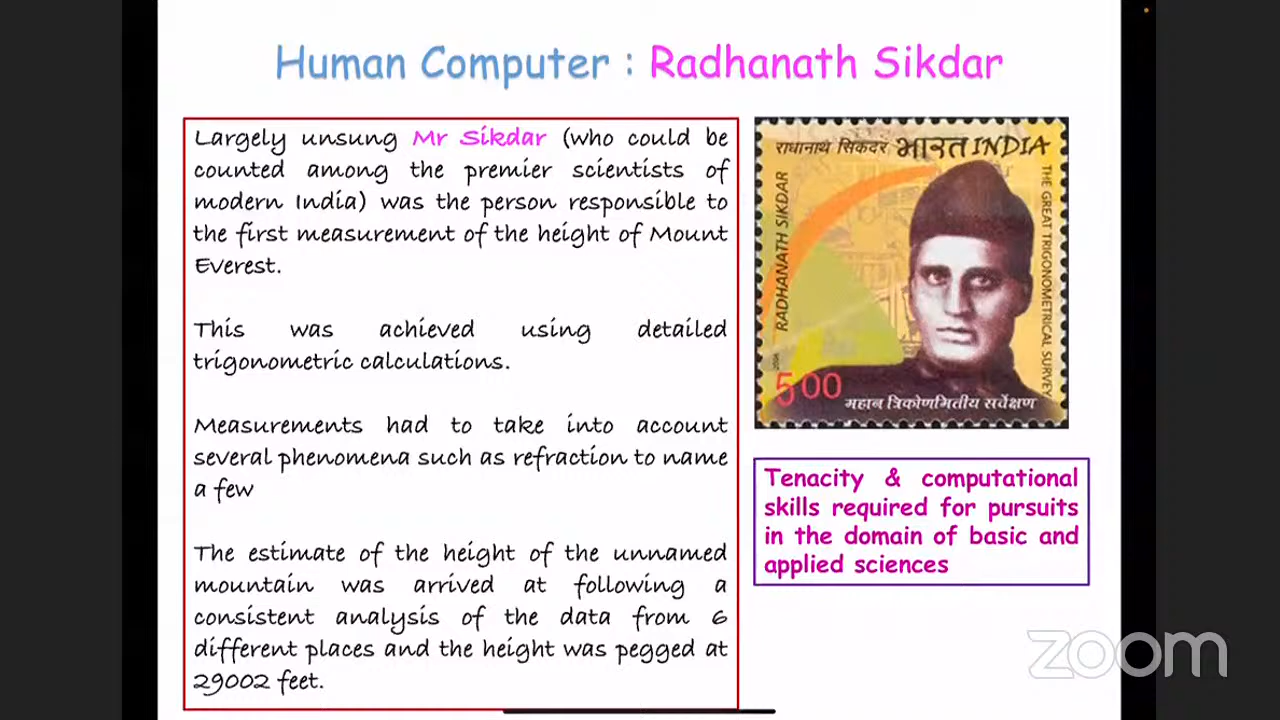 Human Computer : Radhanath Sikdar
Largely unsung Mr Sikdar (who could be
counted among the premier scientists of
modern India) was the person responsible to
the first measurement of the height of Mount
Everest.
This was achieved using detailed
trigonometric calculations.
Measurements had to take into account
several phenomena such as refraction to name
a few
The estimate of the height of the unnamed
mountain was arrived at following a
consistent analysis of the data from 6
different places and the height was pegged at
29002 feet.
राधानाथ सिकदर भारत INDIA
RADHANATH SIKDAR
THE GREAT TRIGONOMETRICAL SURVEY
5.00
महान त्रिकोणमितीय सर्वेक्षण
Tenacity & computational
skills required for pursuits
in the domain of basic and
applied sciences
zoom